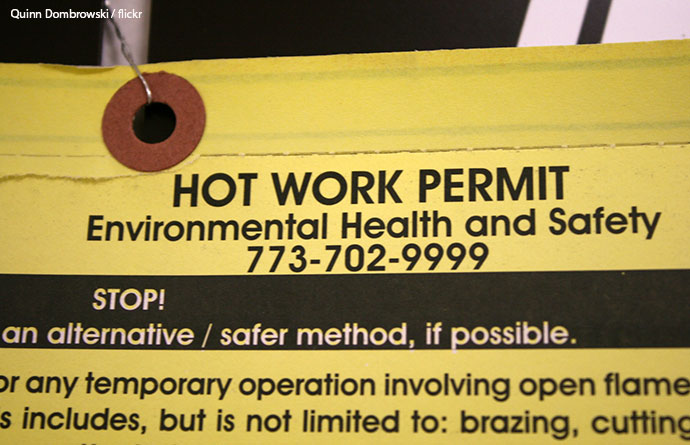 Quinn Dombrowski / flickr
HOT WORK PERMIT
Environmental Health and Safety
773-702-9999
STOP!
an alternative / safer method, if possible.
or any temporary operation involving open flame
s includes, but is not limited to: brazing, cutting